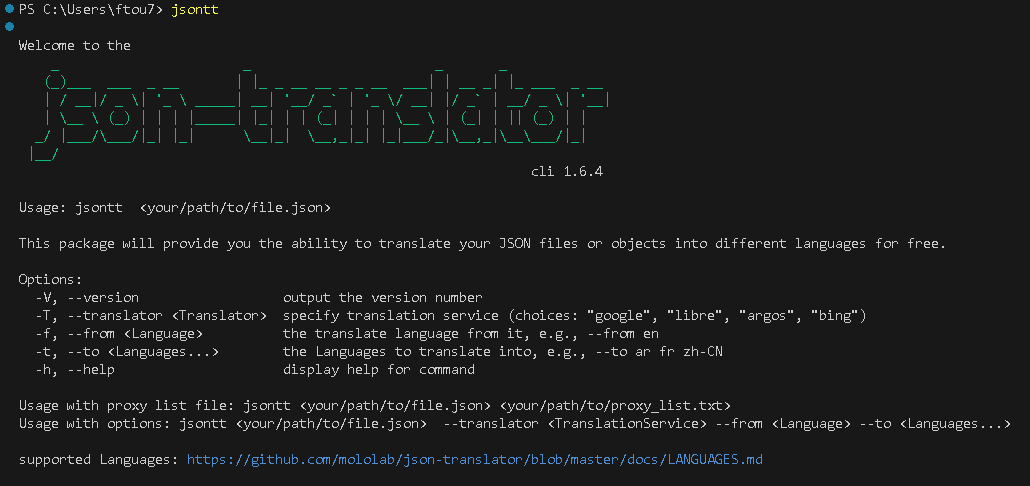 PS C:\Users\ftou7> jsontt
Welcome to the
json-translator
cli 1.6.4
Usage: jsontt  <your/path/to/file.json>
This package will provide you the ability to translate your JSON files or objects into different languages for free.
Options:
-V, --version                  output the version number
-T, --translator <Translator>  specify translation service (choices: "google", "libre", "argos", "bing")
-f, --from <Language>          the translate language from it, e.g., --from en
-t, --to <Languages...>        the Languages to translate into, e.g., --to ar fr zh-CN
-h, --help                     display help for command
Usage with proxy list file: jsontt <your/path/to/file.json> <your/path/to/proxy_list.txt>
Usage with options: jsontt <your/path/to/file.json>  --translator <TranslationService> --from <Language> --to <Languages...>
supported Languages: https://github.com/mololab/json-translator/blob/master/docs/LANGUAGES.md